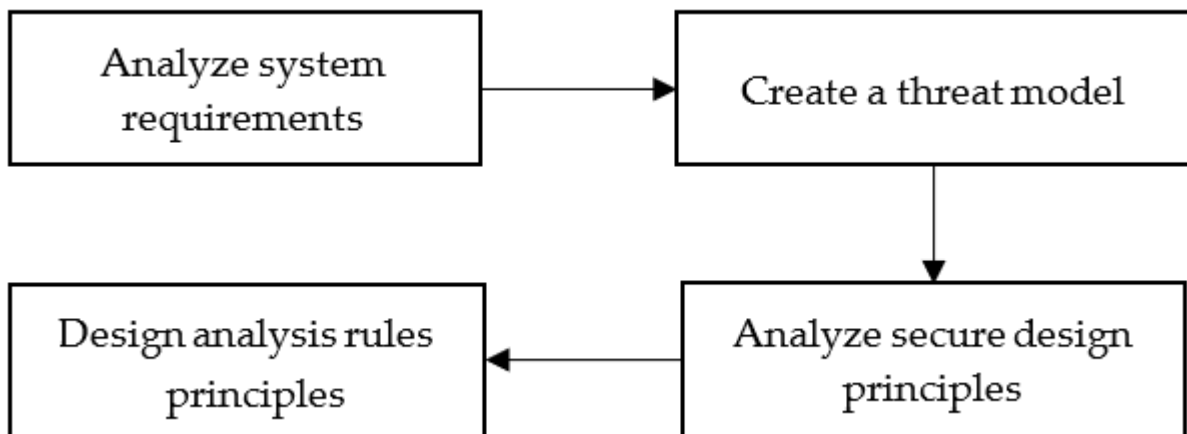 Analyze system
requirements
Create a threat model
Analyze secure design
principles
Design analysis rules
principles